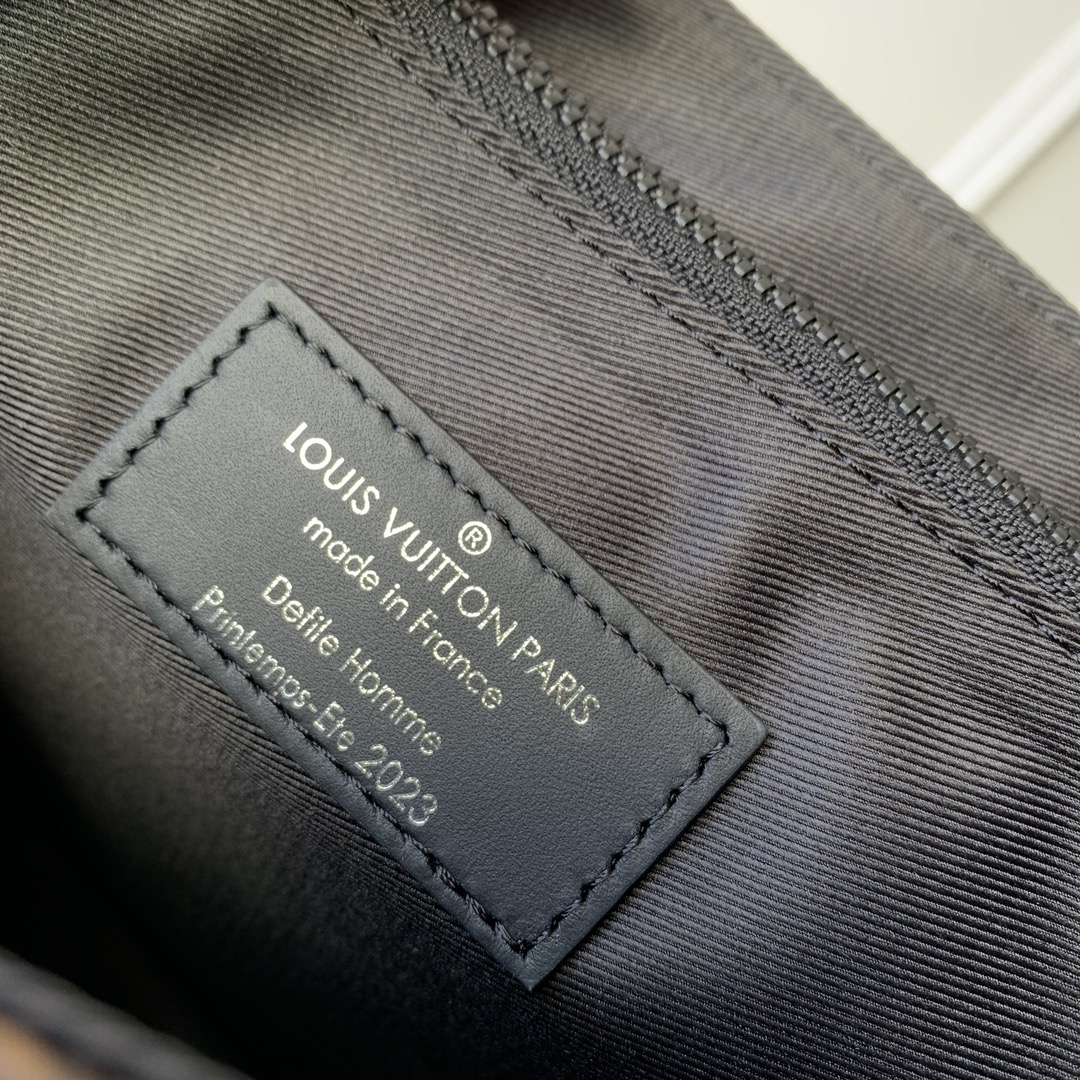 ®
LOUIS VUITTON PARIS
made in France
Defile Homme
Printemps-Ete 2023